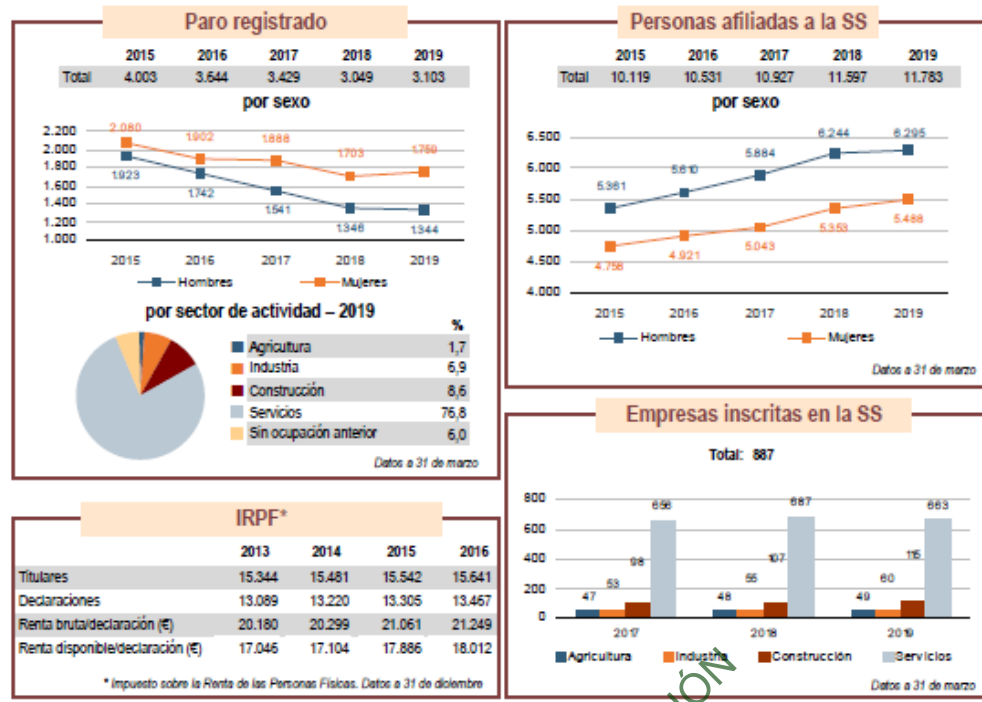 Paro registrado
2015 2016 2017 2018 2019
Total 4.003 3.644 3.429 3.049 3.103
por sexo
2.200
2.000
1.800
1.600
1.400
1.200
1.000
2.080 1.902 1.888 1.703 1.759
1.923 1.742 1.541 1.346 1.344
2015 2016 2017 2018 2019
Hombres Mujeres
por sector de actividad – 2019
%
Agricultura 1,7
Industria 6,9
Construcción 8,6
Servicios 76,8
Sin ocupación anterior 6,0
Datos a 31 de marzo
IRPF*
2013 2014 2015 2016
Titulares 15.344 15.481 15.542 15.641
Declaraciones 13.089 13.220 13.305 13.467
Renta bruta/declaración (€) 20.180 20.299 21.061 21.249
Renta disponible/declaración (€) 17.046 17.104 17.886 18.012
* Impuesto sobre la Renta de las Personas Físicas. Datos a 31 de diciembre
Personas afiliadas a la SS
2015 2016 2017 2018 2019
Total 10.119 10.531 10.927 11.597 11.783
por sexo
6.500
6.000
5.500
5.000
4.500
4.000
5.361 5.610 5.884 6.244 6.295
4.758 4.921 5.043 5.353 5.488
2015 2016 2017 2018 2019
Hombres Mujeres
Datos a 31 de marzo
Empresas inscritas en la SS
Total: 887
800
600
400
200
0
47 53 98 656 48 55 107 687 49 60 115 663
2017 2018 2019
Agricultura Industria Construcción Servicios
Datos a 31 de marzo